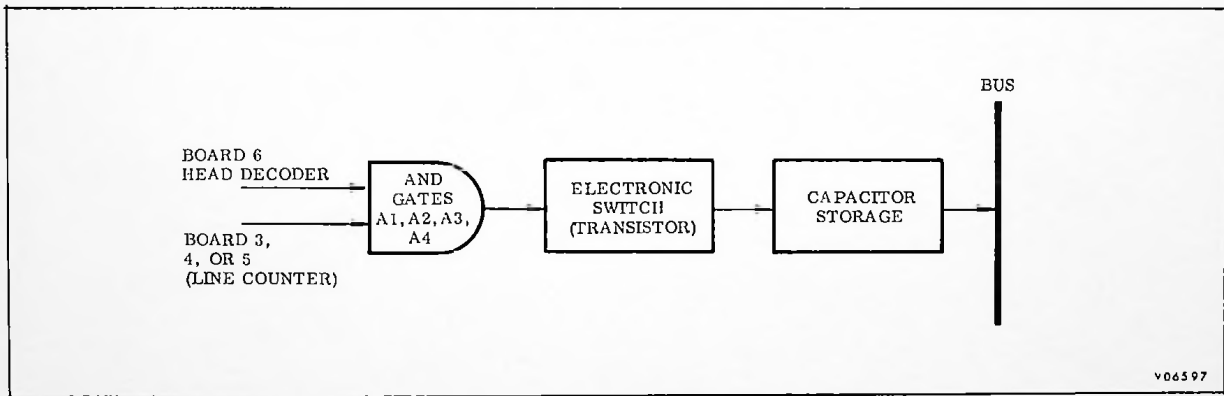 BUS
BOARD 6
HEAD DECODER
AND
GATES
A1, A2, A3,
A4
ELECTRONIC
SWITCH
(TRANSISTOR)
CAPACITOR
STORAGE
BOARD 3,
4, OR 5
(LINE COUNTER)
V06597